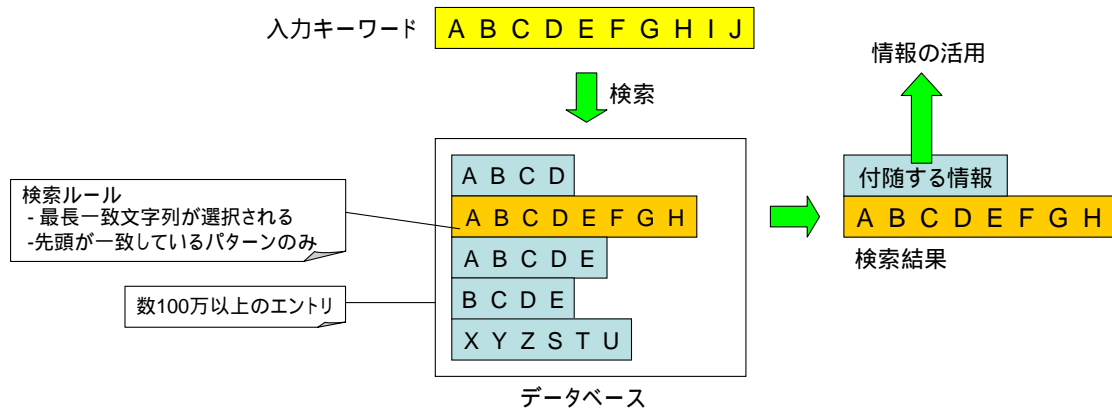 入力キーワード
A B C D E F G H I J
検索
情報の活用
検索ルール
- 最長一致文字列が選択される
-先頭が一致しているパターンのみ
数100万以上のエントリ
A B C D
A B C D E F G H
A B C D E
B C D E
X Y Z S T U
データベース
付随する情報
A B C D E F G H
検索結果